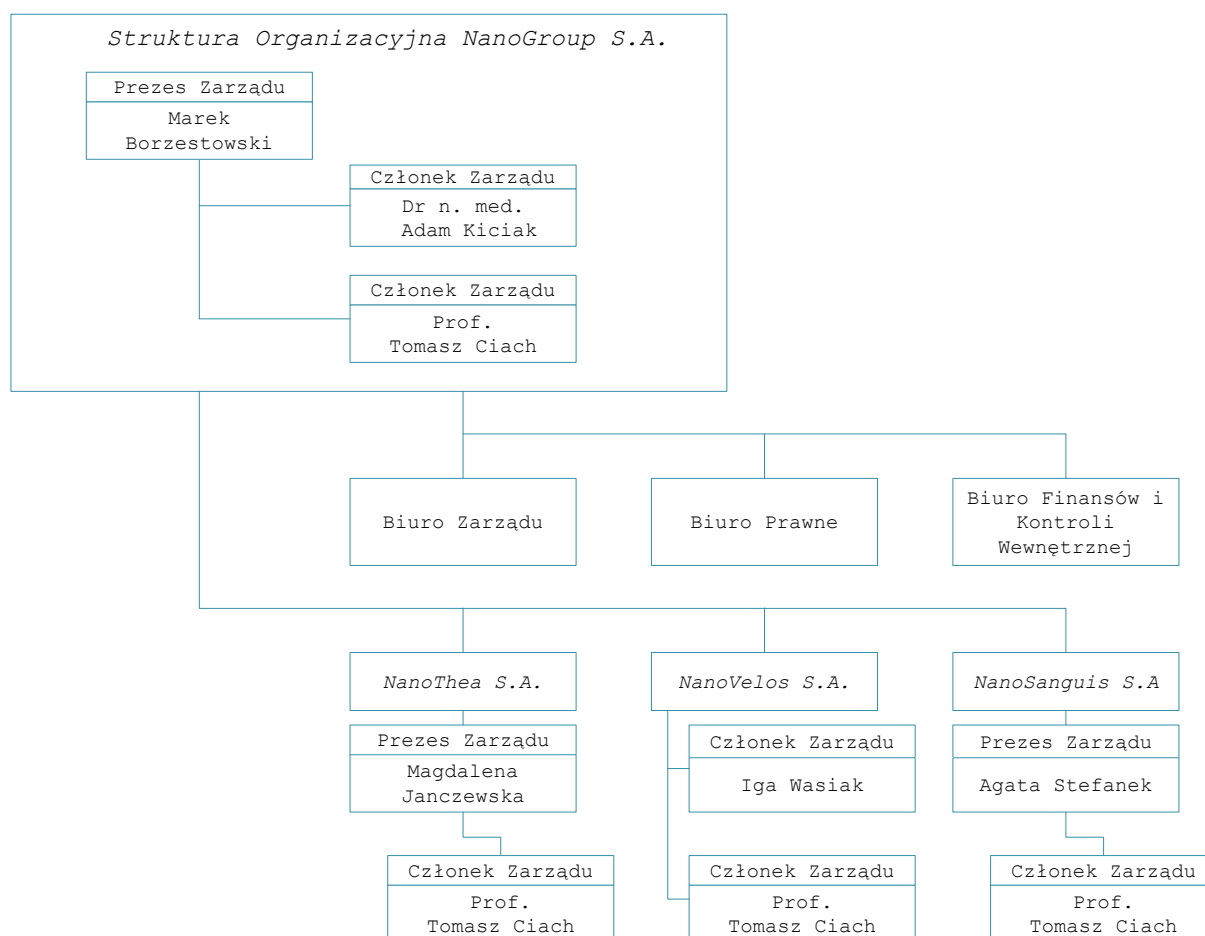 Struktura Organizacyjna NanoGroup S.A.
Prezes Zarządu
Marek
Borzestowski
Członek Zarządu
Dr n. med.
Adam Kiciak
Członek Zarządu
Prof.
Tomasz Ciach
Biuro Zarządu
Biuro Prawne
Biuro Finansów i
Kontroli
Wewnętrznej
NanoThea S.A.
NanoVelos S.A.
NanoSanguis S.A
Prezes Zarządu
Magdalena
Janczewska
Członek Zarządu
Iga Wasiak
Prezes Zarządu
Agata Stefanek
Członek Zarządu
Prof.
Tomasz Ciach
Członek Zarządu
Prof.
Tomasz Ciach
Członek Zarządu
Prof.
Tomasz Ciach